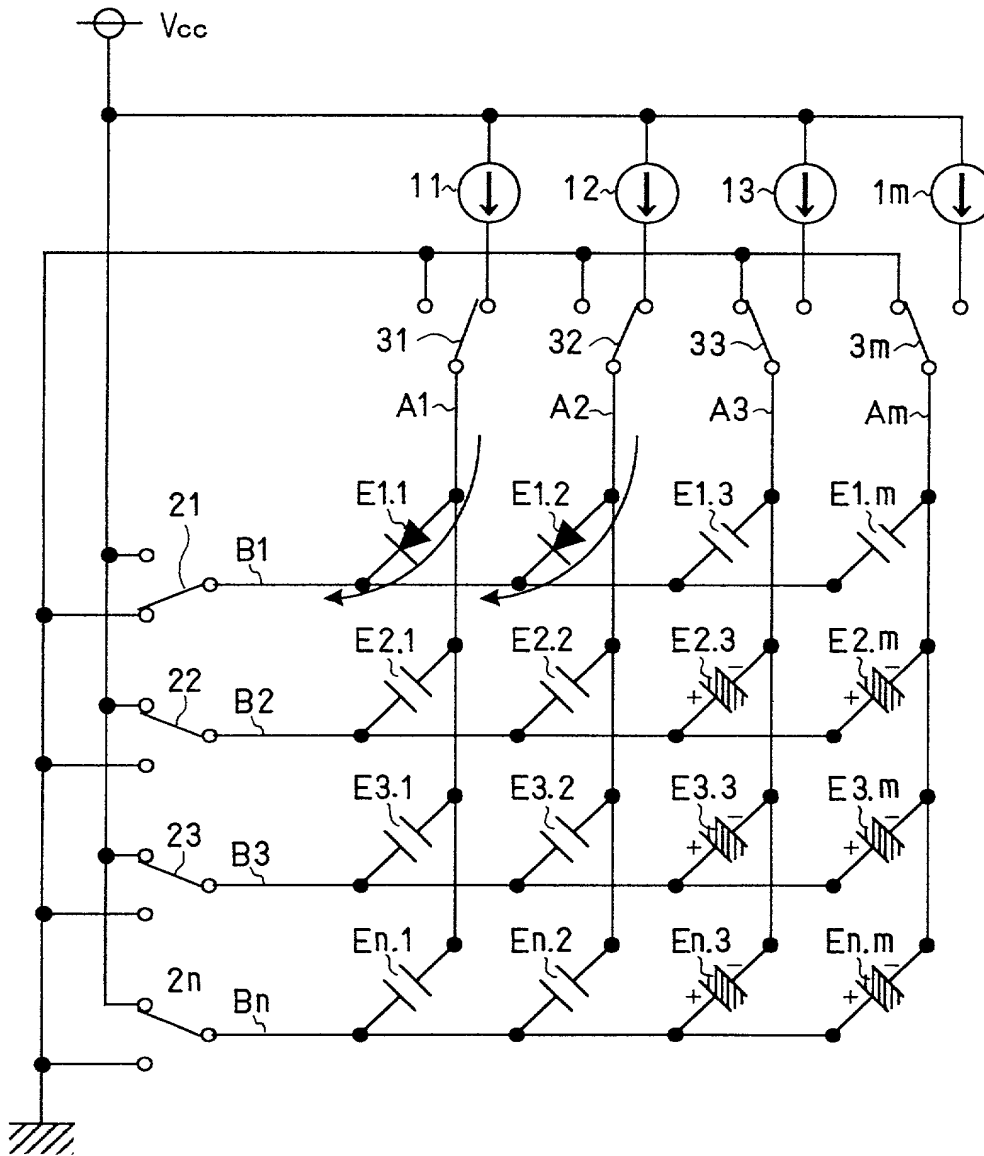 Vcc
11 12 13 1m
31 32 33 3m
A1 A2 A3 Am
E1.1 E1.2 E1.3 E1.m
21 B1
E2.1 E2.2 E2.3 E2.m
− −
+ +
22 B2
E3.1 E3.2 E3.3 E3.m
− −
+ +
23 B3
En.1 En.2 En.3 En.m
− −
+ +
2n Bn